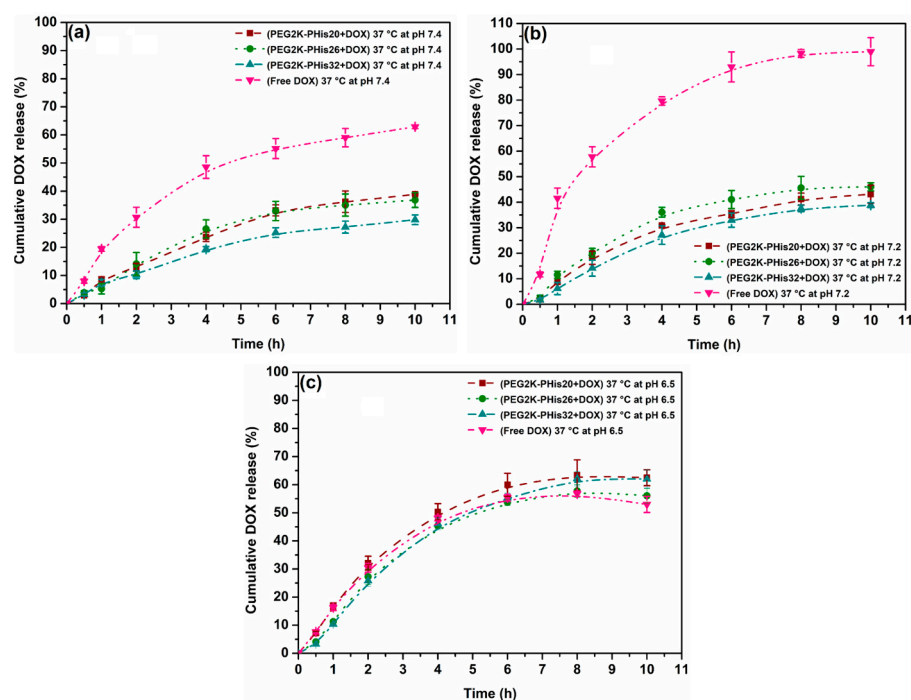 (a)
(PEG2K-PHis20+DOX) 37 °C at pH 7.4
(PEG2K-PHis26+DOX) 37 °C at pH 7.4
(PEG2K-PHis32+DOX) 37 °C at pH 7.4
(Free DOX) 37 °C at pH 7.4
Cumulative DOX release (%)
100
90
80
70
60
50
40
30
20
10
0
0 1 2 3 4 5 6 7 8 9 10 11
Time (h)
(b)
Cumulative DOX release (%)
110
100
90
80
70
60
50
40
30
20
10
0
(PEG2K-PHis20+DOX) 37 °C at pH 7.2
(PEG2K-PHis26+DOX) 37 °C at pH 7.2
(PEG2K-PHis32+DOX) 37 °C at pH 7.2
(Free DOX) 37 °C at pH 7.2
0 1 2 3 4 5 6 7 8 9 10 11
Time (h)
(c)
(PEG2K-PHis20+DOX) 37 °C at pH 6.5
(PEG2K-PHis26+DOX) 37 °C at pH 6.5
(PEG2K-PHis32+DOX) 37 °C at pH 6.5
(Free DOX) 37 °C at pH 6.5
Cumulative DOX release (%)
100
90
80
70
60
50
40
30
20
10
0
0 1 2 3 4 5 6 7 8 9 10 11
Time (h)